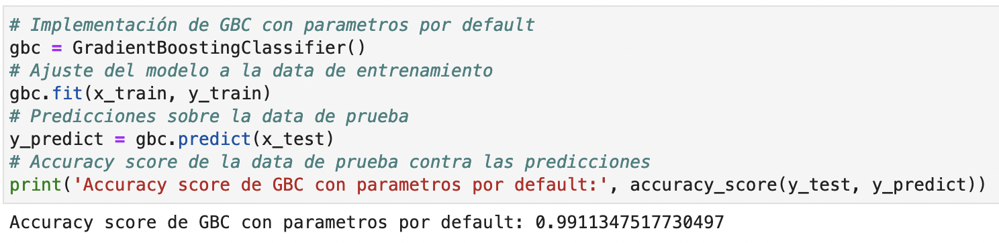 # Implementación de GBC con parametros por default
gbc = GradientBoostingClassifier()
# Ajuste del modelo a la data de entrenamiento
gbc.fit(x_train, y_train)
# Predicciones sobre la data de prueba
y_predict = gbc.predict(x_test)
# Accuracy score de la data de prueba contra las predicciones
print('Accuracy score de GBC con parametros por default:', accuracy_score(y_test, y_predict))
Accuracy score de GBC con parametros por default: 0.9911347517730497